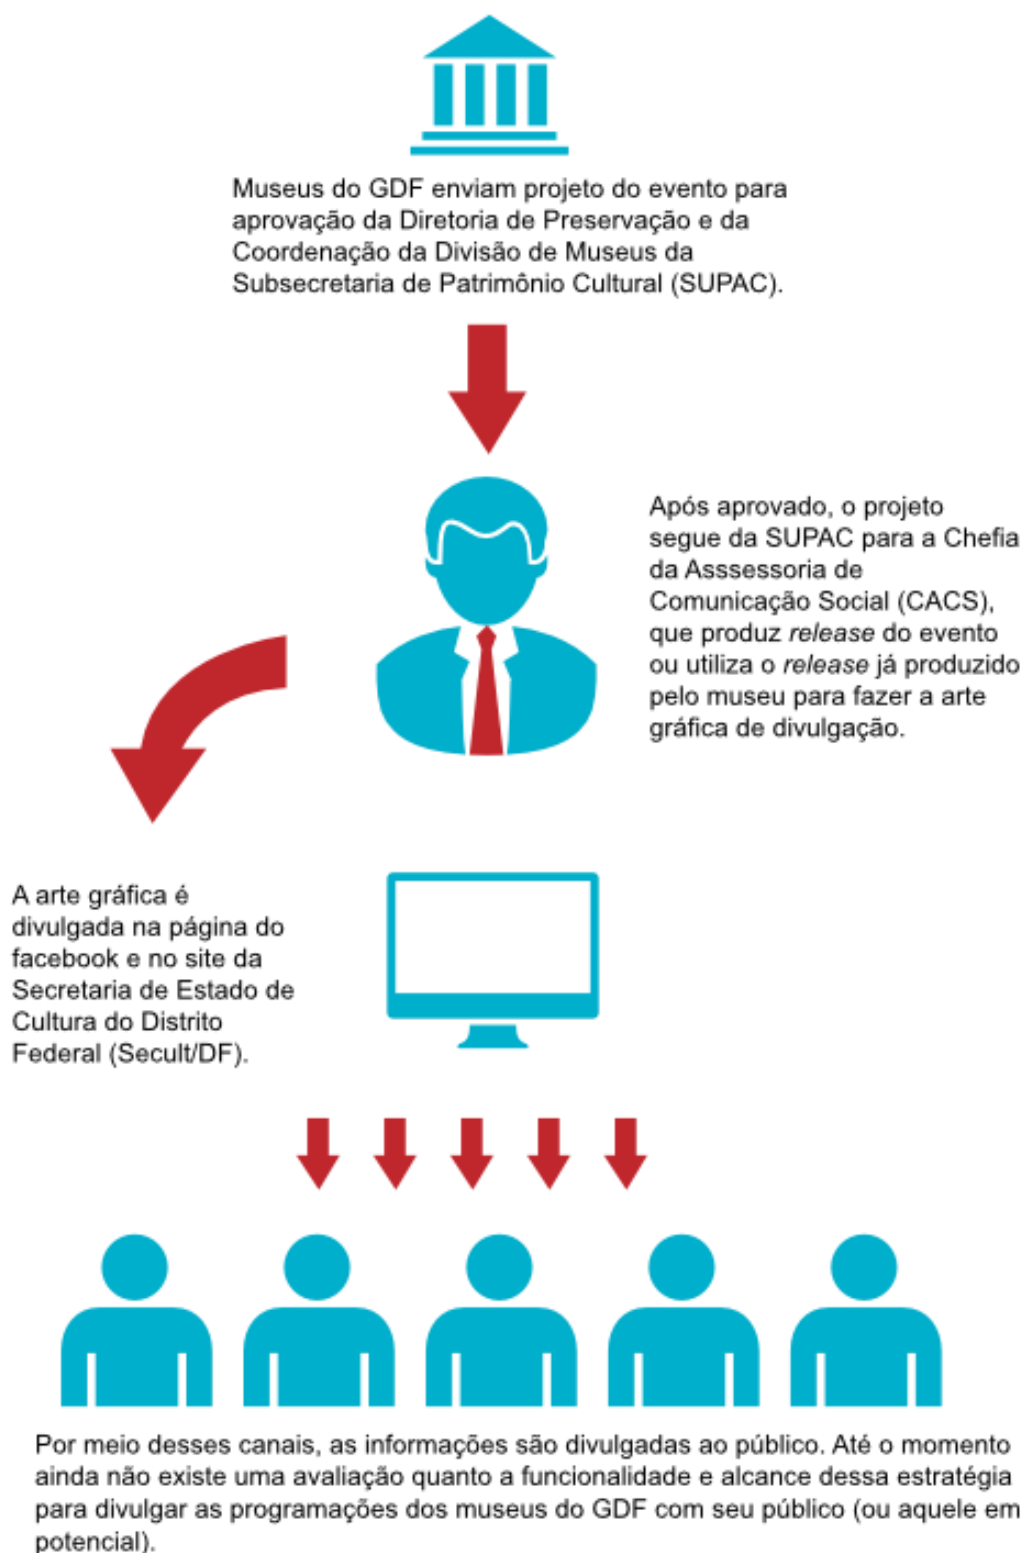 Museus do GDF enviam projeto do evento para
aprovação da Diretoria de Preservação e da
Coordenação da Divisão de Museus da
Subsecretaria de Patrimônio Cultural (SUPAC).
Após aprovado, o projeto
segue da SUPAC para a Chefia
da Asssessoria de
Comunicação Social (CACS),
que produz release do evento
ou utiliza o release já produzido
pelo museu para fazer a arte
gráfica de divulgação.
A arte gráfica é
divulgada na página do
facebook e no site da
Secretaria de Estado de
Cultura do Distrito
Federal (Secult/DF).
Por meio desses canais, as informações são divulgadas ao público. Até o momento
ainda não existe uma avaliação quanto a funcionalidade e alcance dessa estratégia
para divulgar as programações dos museus do GDF com seu público (ou aquele em
potencial).